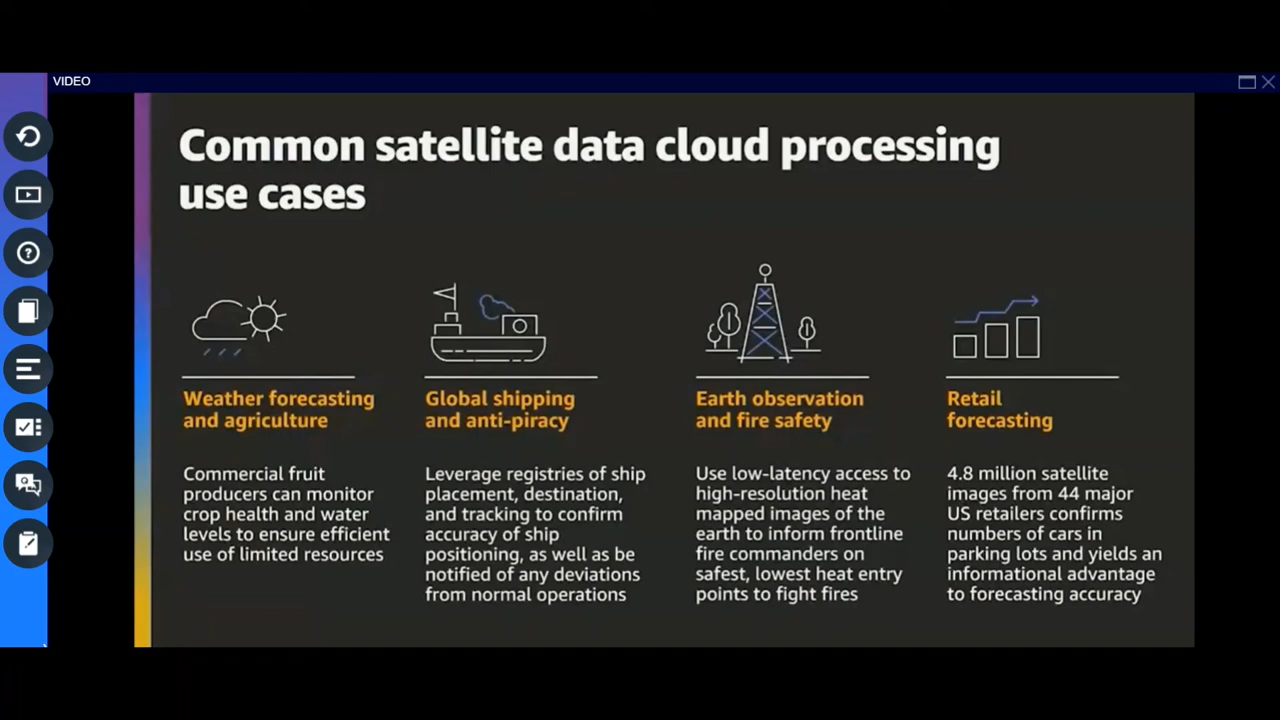 VIDEO
Common satellite data cloud processing
use cases
Weather forecasting
and agriculture
Commercial fruit
producers can monitor
crop health and water
levels to ensure efficient
use of limited resources
Global shipping
and anti-piracy
Leverage registries of ship
placement, destination,
and tracking to confirm
accuracy of ship
positioning, as well as be
notified of any deviations
from normal operations
Earth observation
and fire safety
Use low-latency access to
high-resolution heat
mapped images of the
earth to inform frontline
fire commanders on
safest, lowest heat entry
points to fight fires
Retail
forecasting
4.8 million satellite
images from 44 major
US retailers confirms
numbers of cars in
parking lots and yields an
informational advantage
to forecasting accuracy